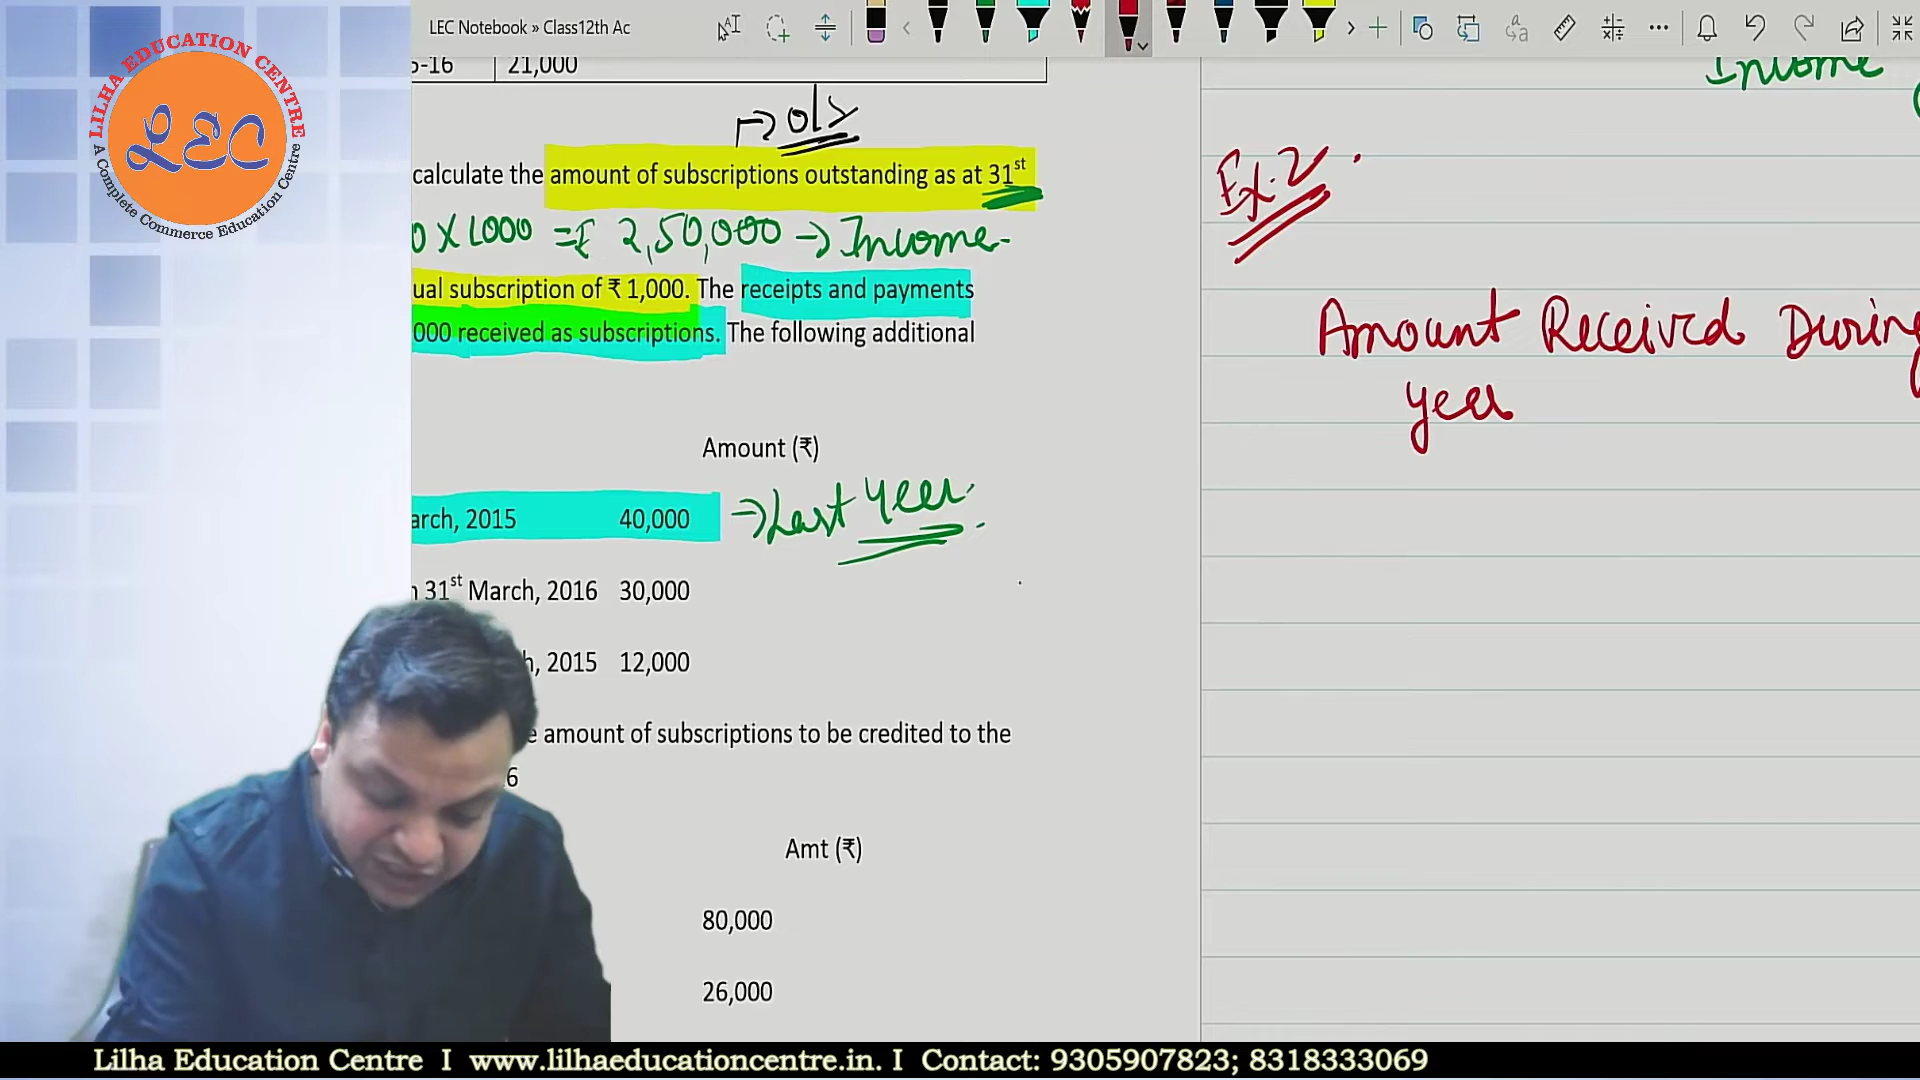 LILHA EDUCATION CENTRE
LEC
A Complete Commerce Education Centre
LEC Notebook » Class12th Ac
5-16 21,000
→ o/s
calculate the amount of subscriptions outstanding as at 31st
0 X 1000 = ₹ 2,50,000 → Income
ual subscription of ₹ 1,000. The receipts and payments
000 received as subscriptions. The following additional
Amount (₹)
arch, 2015 40,000 → Last Year
31st March, 2016 30,000
h, 2015 12,000
e amount of subscriptions to be credited to the
6
Amt (₹)
80,000
26,000
Income
Ex. 2
Amount Received During
year
Lilha Education Centre I www.lilhaeducationcentre.in. I Contact: 9305907823; 8318333069